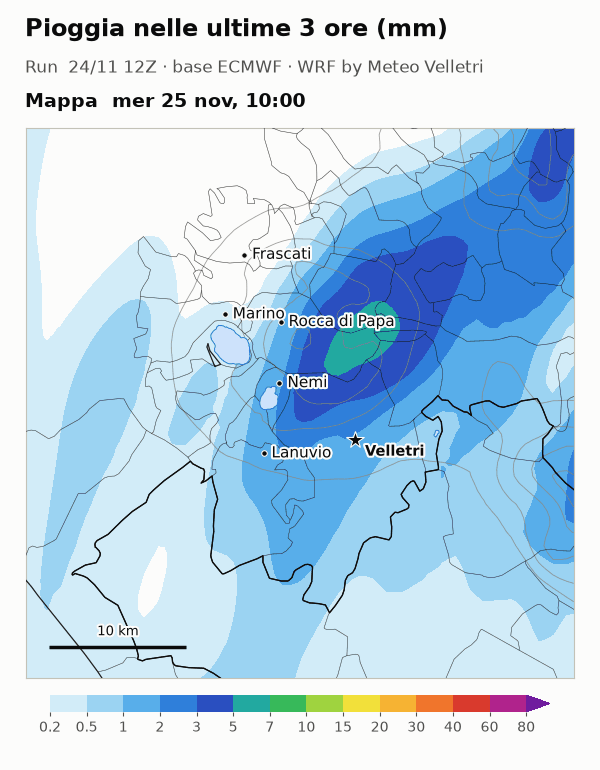 Pioggia nelle ultime 3 ore (mm)
Run  24/11 12Z · base ECMWF · WRF by Meteo Velletri
Mappa  mer 25 nov, 10:00
Frascati
Marino
Rocca di Papa
Nemi
Velletri
Lanuvio
10 km
0.2 0.5 1 2 3 5 7 10 15 20 30 40 60 80